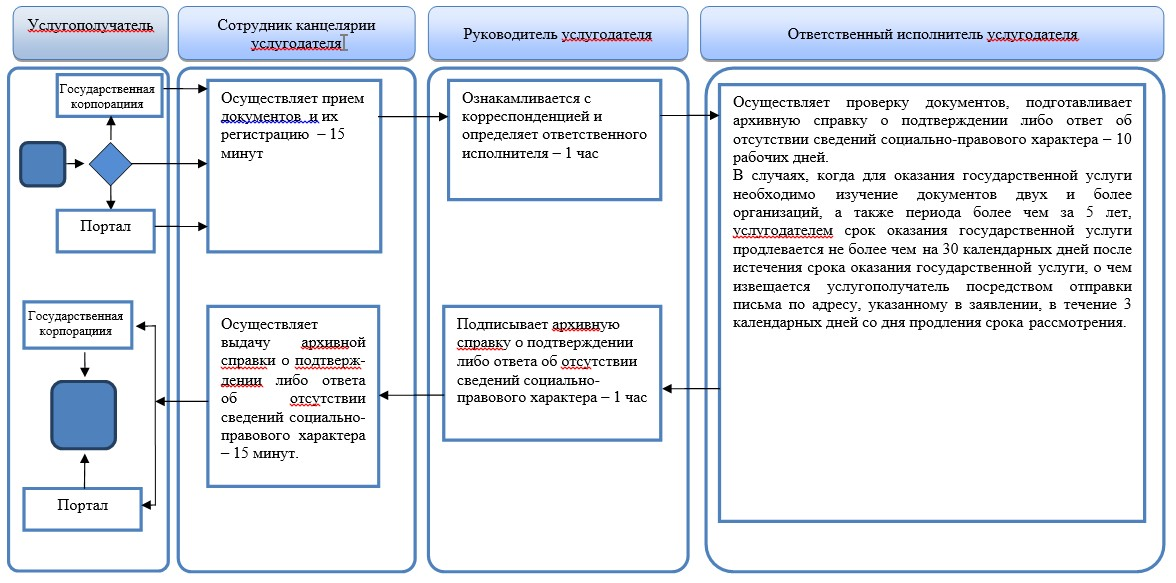 Услугополучатель
Сотрудник канцелярии
услугодателя
Руководитель услугодателя
Ответственный исполнитель услугодателя
Государственная
корпорациия
Портал
Осуществляет прием
документов и их
регистрацию – 15
минут
Ознакамливается с
корреспонденцией и
определяет ответственного
исполнителя – 1 час
Осуществляет проверку документов, подготавливает
архивную справку о подтверждении либо ответ об
отсутствии сведений социально-правового характера – 10
рабочих дней.
В случаях, когда для оказания государственной услуги
необходимо изучение документов двух и более
организаций, а также периода более чем за 5 лет,
услугодателем срок оказания государственной услуги
продлевается не более чем на 30 календарных дней после
истечения срока оказания государственной услуги, о чем
извещается услугополучатель посредством отправки
письма по адресу, указанному в заявлении, в течение 3
календарных дней со дня продления срока рассмотрения.
Государственная
корпорациия
Портал
Осуществляет
выдачу архивной
справки о подтверж-
дении либо ответа
об отсутствии
сведений социально-
правового характера
– 15 минут.
Подписывает архивную
справку о подтверждении
либо ответа об отсутствии
сведений социально-
правового характера – 1 час